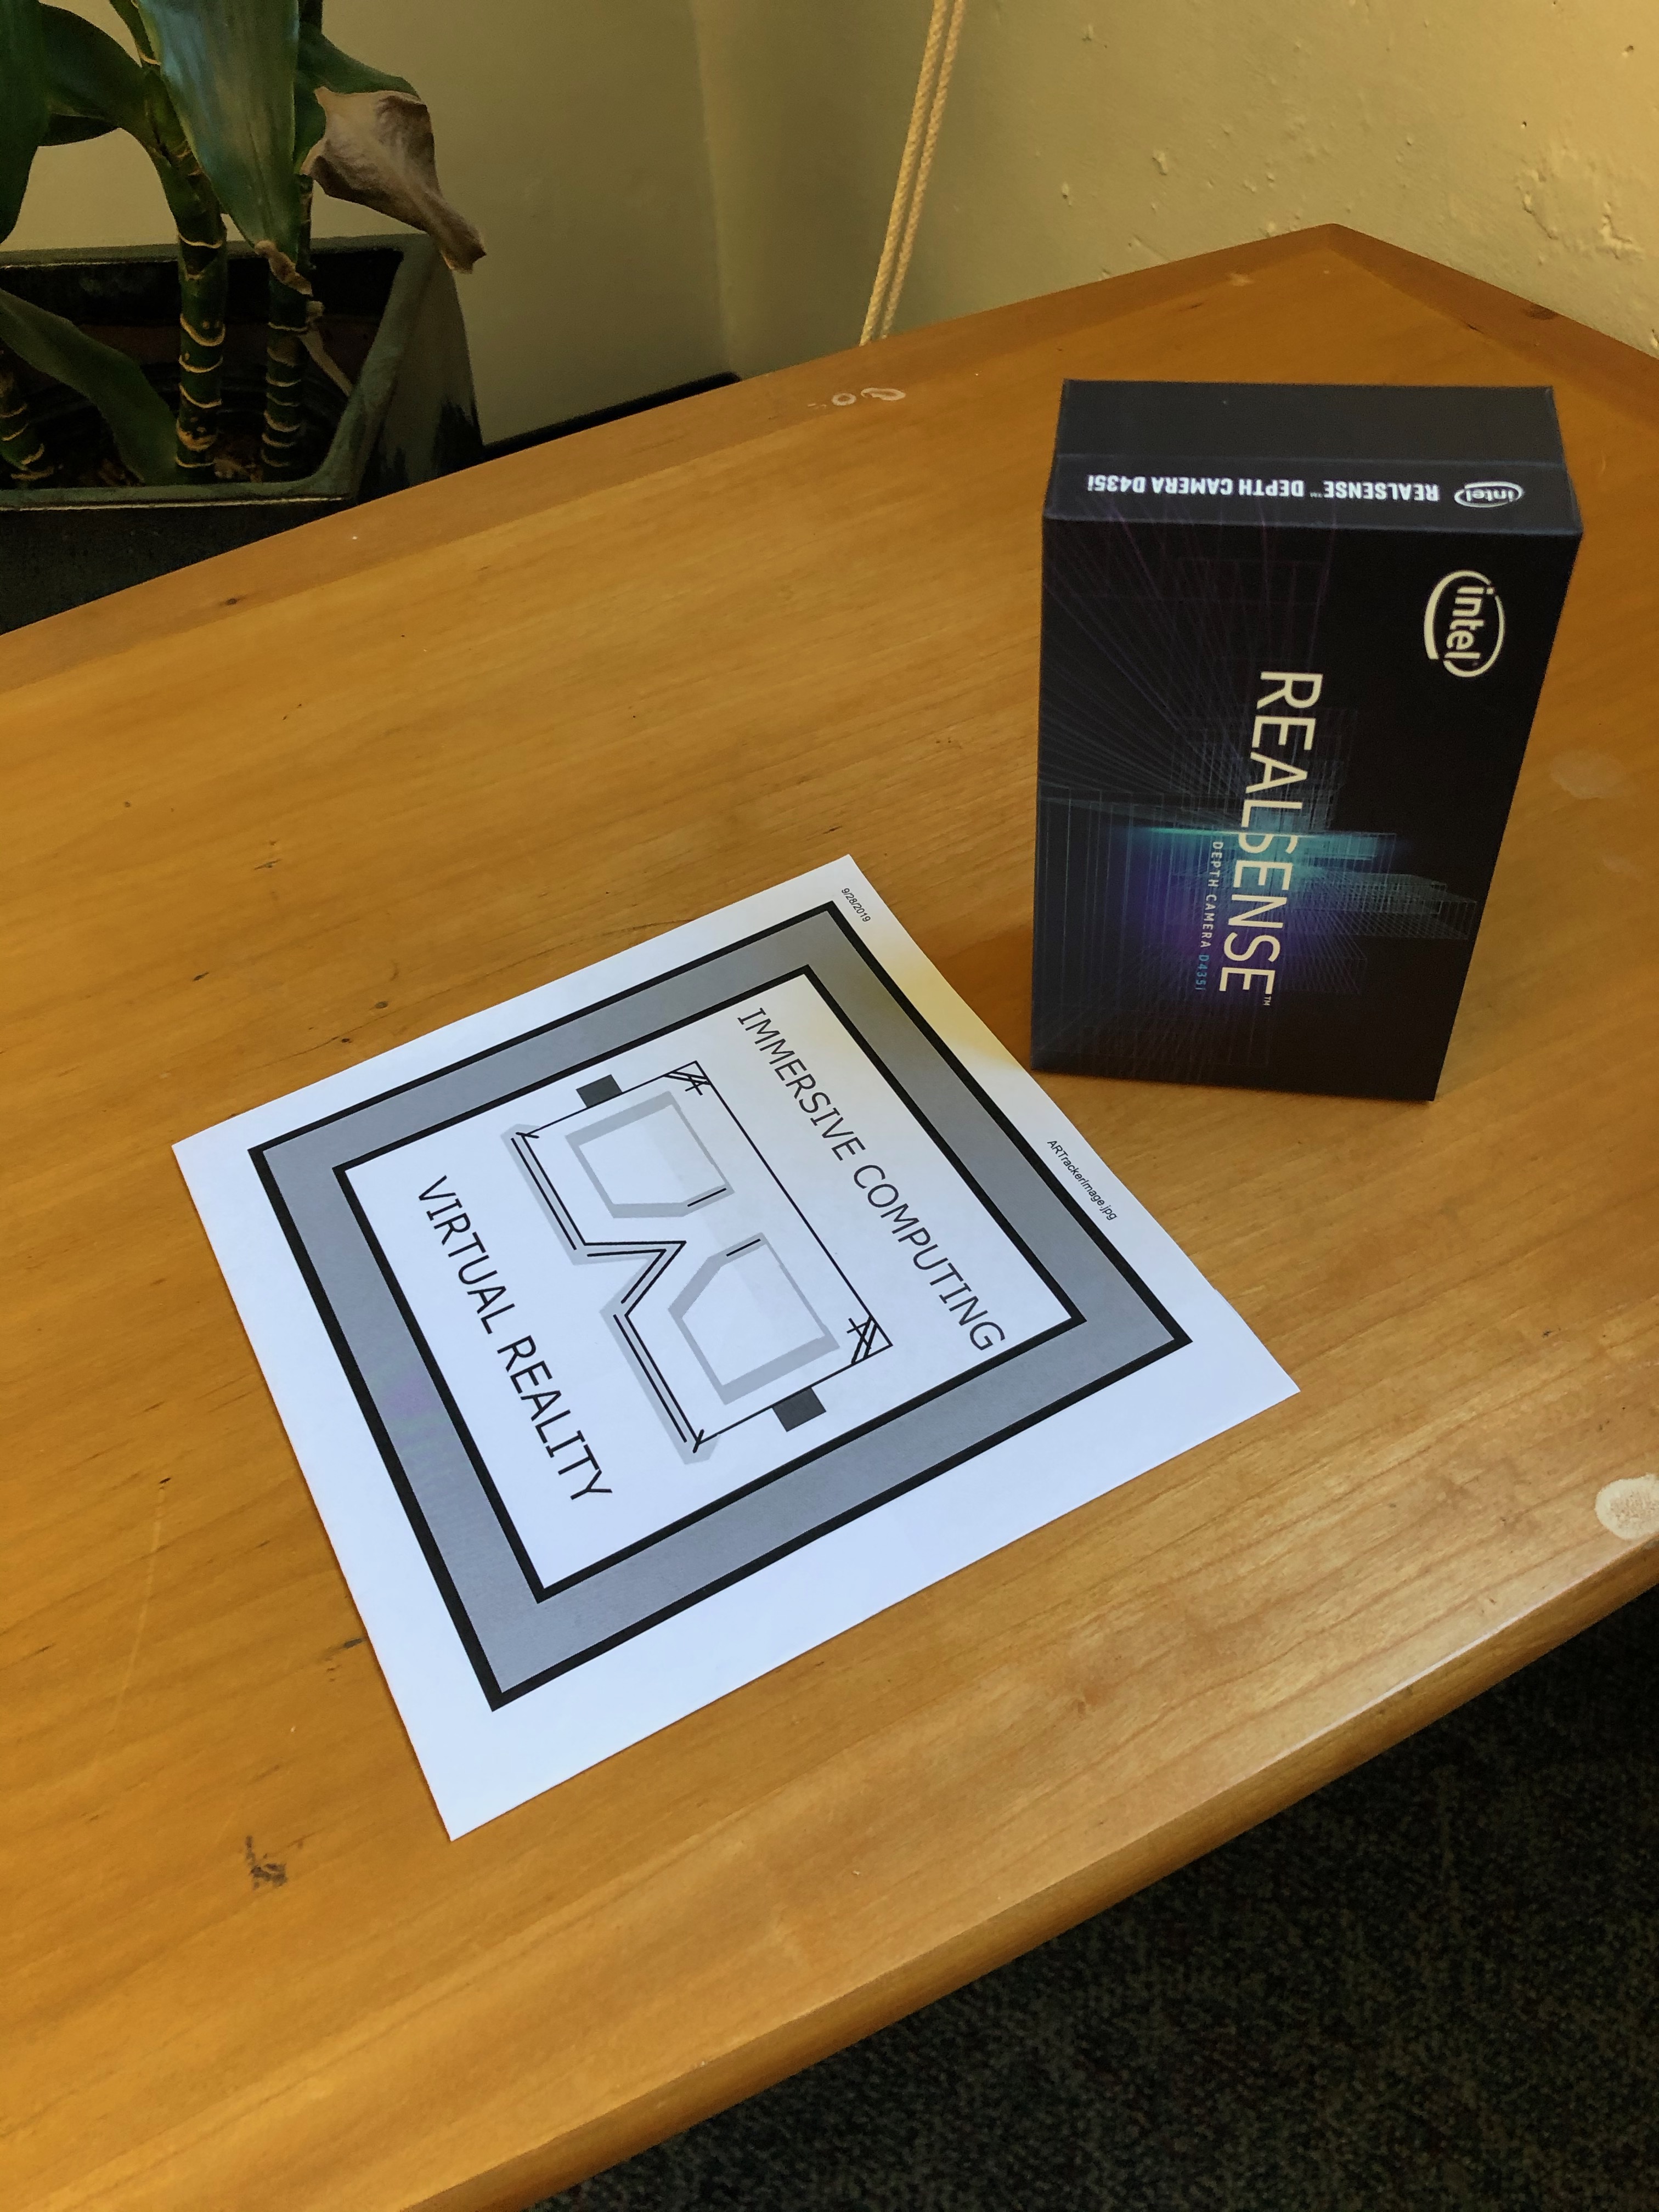 intel
REALSENSE™ DEPTH CAMERA D435i
intel
REALSENSE™
DEPTH CAMERA D435i
ARTrackerImage.jpg
9/28/2019
IMMERSIVE COMPUTING
VIRTUAL REALITY